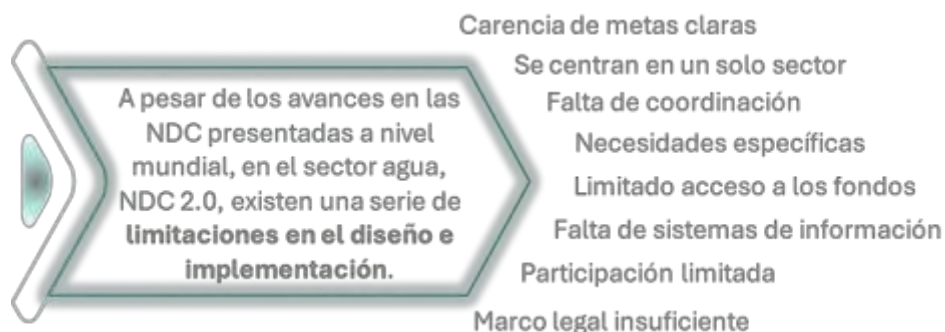 A pesar de los avances en las
NDC presentadas a nivel
mundial, en el sector agua,
NDC 2.0, existen una serie de
limitaciones en el diseño e
implementación.
Carencia de metas claras
Se centran en un solo sector
Falta de coordinación
Necesidades específicas
Limitado acceso a los fondos
Falta de sistemas de información
Participación limitada
Marco legal insuficiente